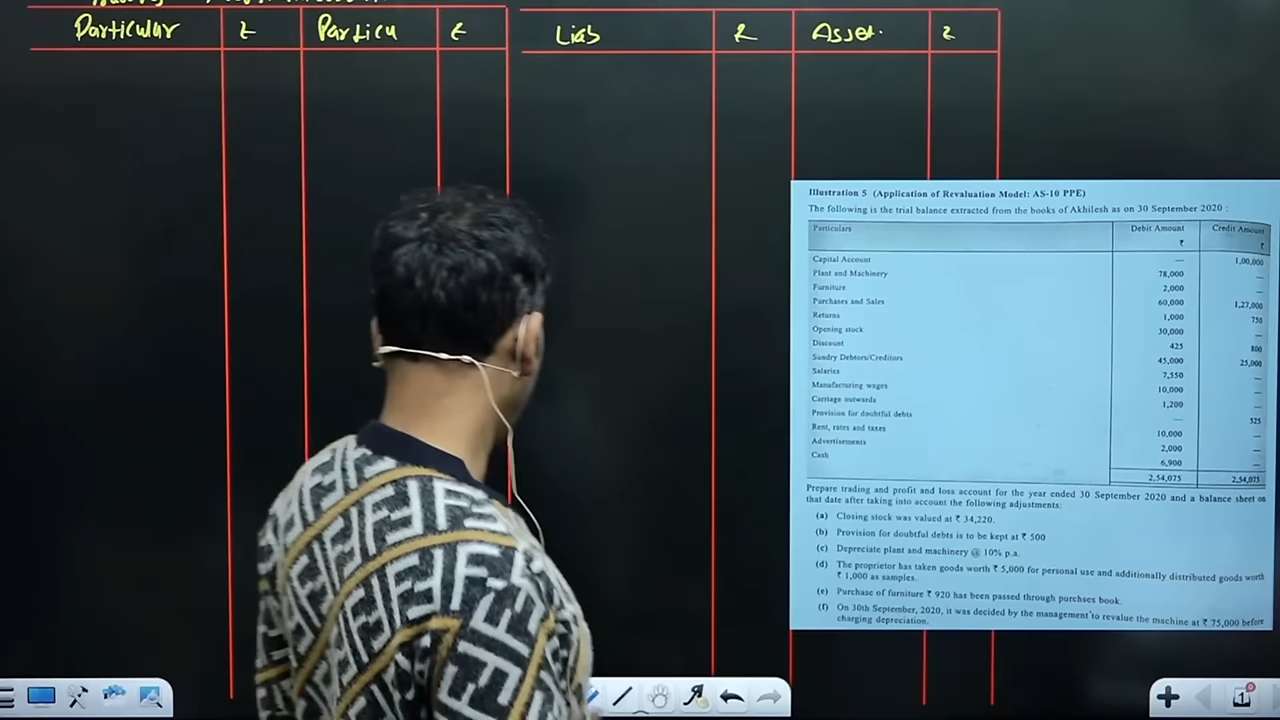 Particular ₹ Particu ₹ Liab ₹ Asset. ₹
Illustration 5 (Application of Revaluation Model: AS-10 PPE)
The following is the trial balance extracted from the books of Akhilesh as on 30 September 2020 :
Particulars Debit Amount ₹ Credit Amount ₹
Capital Account — 1,00,000
Plant and Machinery 78,000 —
Furniture 2,000 —
Purchases and Sales 60,000 1,27,000
Returns 1,000 750
Opening stock 30,000 —
Discount 425 800
Sundry Debtors/Creditors 45,000 25,000
Salaries 7,550 —
Manufacturing wages 10,000 —
Carriage outwards 1,200 —
Provision for doubtful debts — 525
Rent, rates and taxes 10,000 —
Advertisements 2,000 —
Cash 6,900 —
2,54,075 2,54,075
Prepare trading and profit and loss account for the year ended 30 September 2020 and a balance sheet on
that date after taking into account the following adjustments:
(a) Closing stock was valued at ₹ 34,220.
(b) Provision for doubtful debts is to be kept at ₹ 500
(c) Depreciate plant and machinery @ 10% p.a.
(d) The proprietor has taken goods worth ₹ 5,000 for personal use and additionally distributed goods worth
₹ 1,000 as samples.
(e) Purchase of furniture ₹ 920 has been passed through purchses book.
(f) On 30th September, 2020, it was decided by the management to revalue the machine at ₹ 75,000 before
charging depreciation.
1